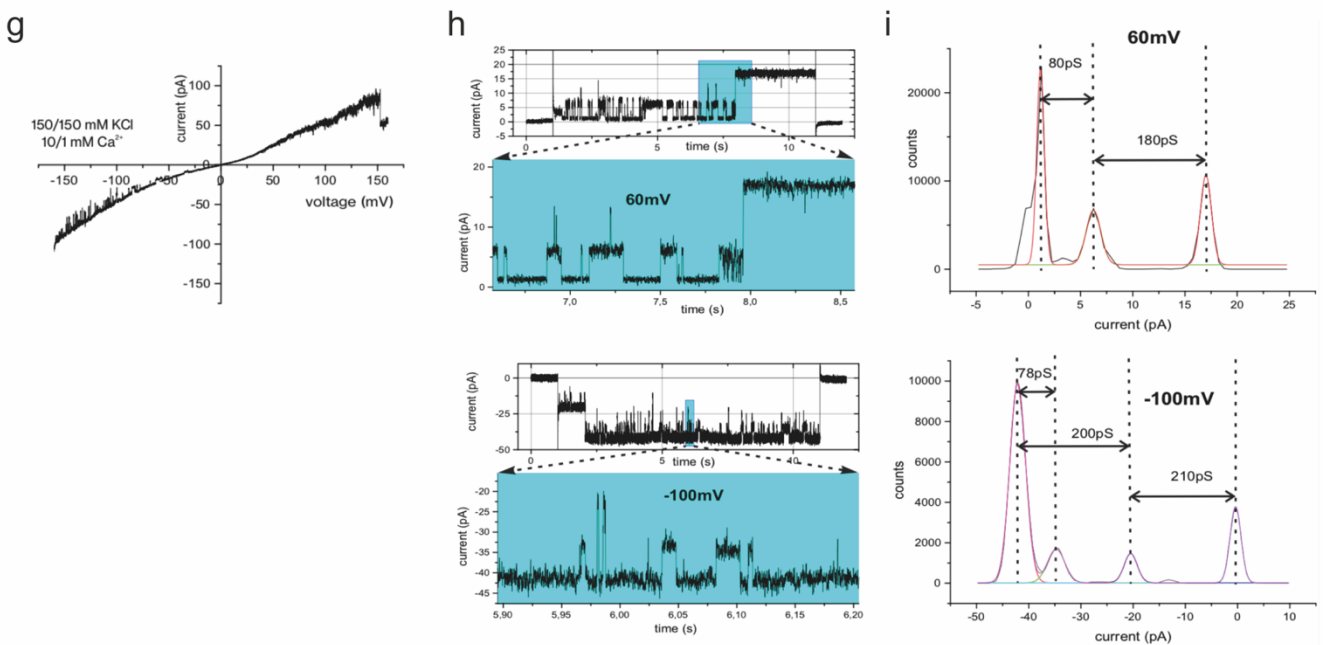 g
150/150 mM KCl
10/1 mM Ca²⁺
current (pA)
100
50
0
-50
-100
-150
-150 -100 -50 0 50 100 150
voltage (mV)
h
current (pA)
25
20
15
10
5
0
-5
0 5 10
time (s)
60mV
current (pA)
20
10
0
7,0 7,5 8,0 8,5
time (s)
current (pA)
0
-25
-50
0 5 40
time (s)
-100mV
current (pA)
-20
-25
-30
-35
-40
-45
5,90 5,95 6,00 6,05 6,10 6,15 6,20
time (s)
i
60mV
80pS
180pS
counts
20000
10000
0
-5 0 5 10 15 20 25
current (pA)
78pS
-100mV
200pS
210pS
counts
10000
8000
6000
4000
2000
0
-50 -40 -30 -20 -10 0 10
current (pA)